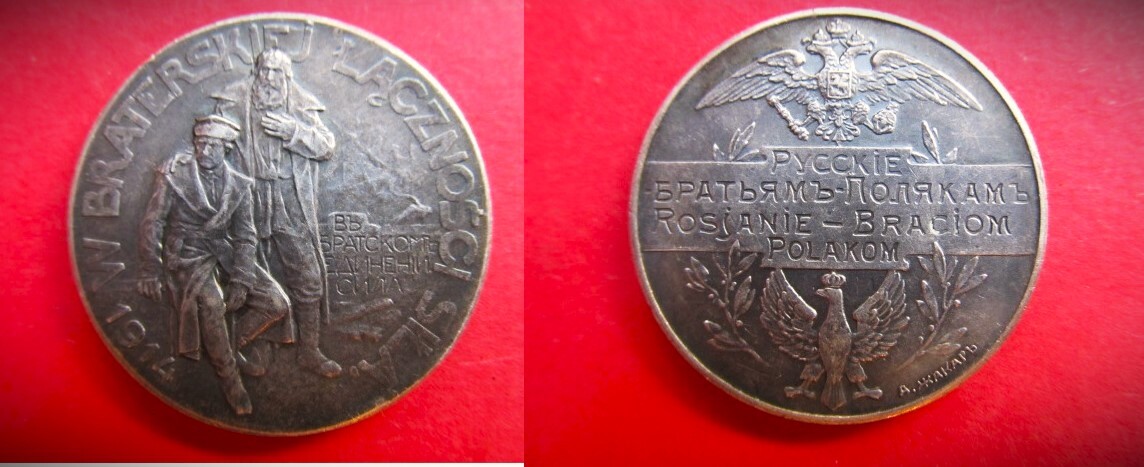 1914 W BRATERSKIEJ ŁĄCZNOŚCI SIŁA
ВЪ
БРАТСКОМЪ
ЕДИНЕНІИ
СИЛА
РУССКІЕ
БРАТЬЯМЪ-ПОЛЯКАМЪ
ROSJANIE – BRACIOM
POLAKOM
А. ЖАКАРЪ